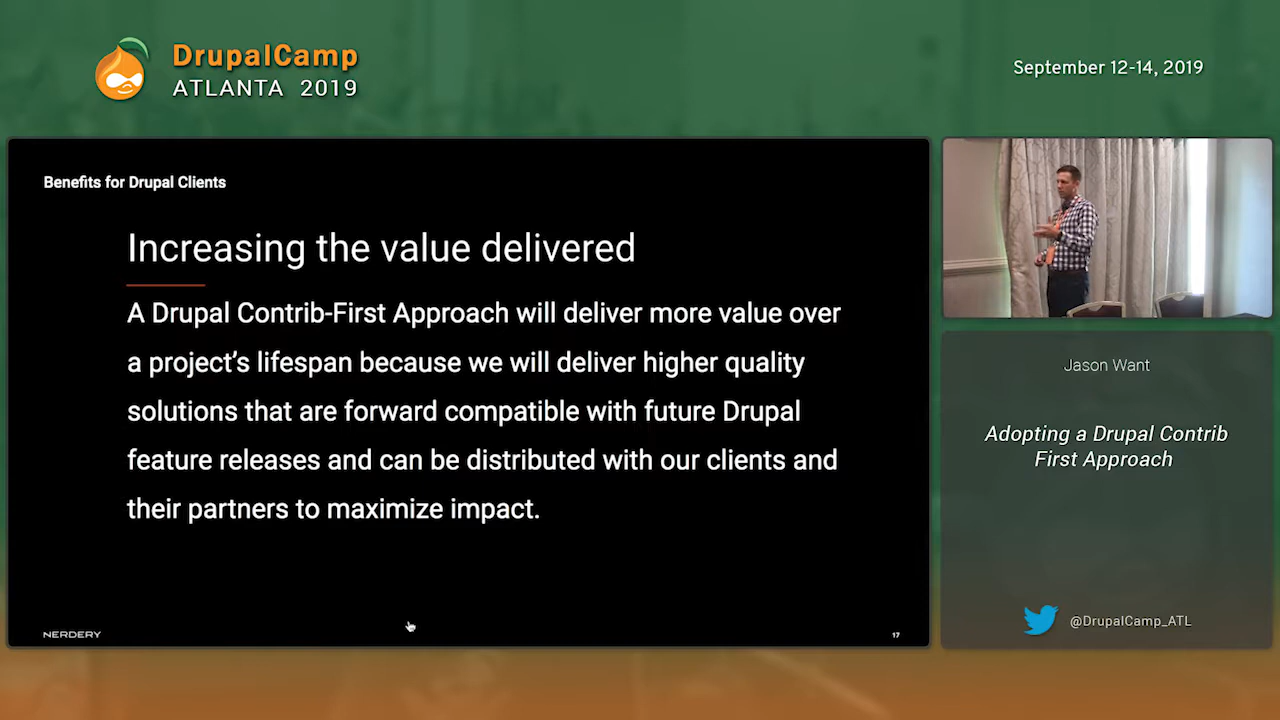 DrupalCamp
ATLANTA 2019
September 12-14, 2019
Benefits for Drupal Clients
Increasing the value delivered
A Drupal Contrib-First Approach will deliver more value over
a project's lifespan because we will deliver higher quality
solutions that are forward compatible with future Drupal
feature releases and can be distributed with our clients and
their partners to maximize impact.
NERDERY
17
Jason Want
Adopting a Drupal Contrib
First Approach
@DrupalCamp_ATL